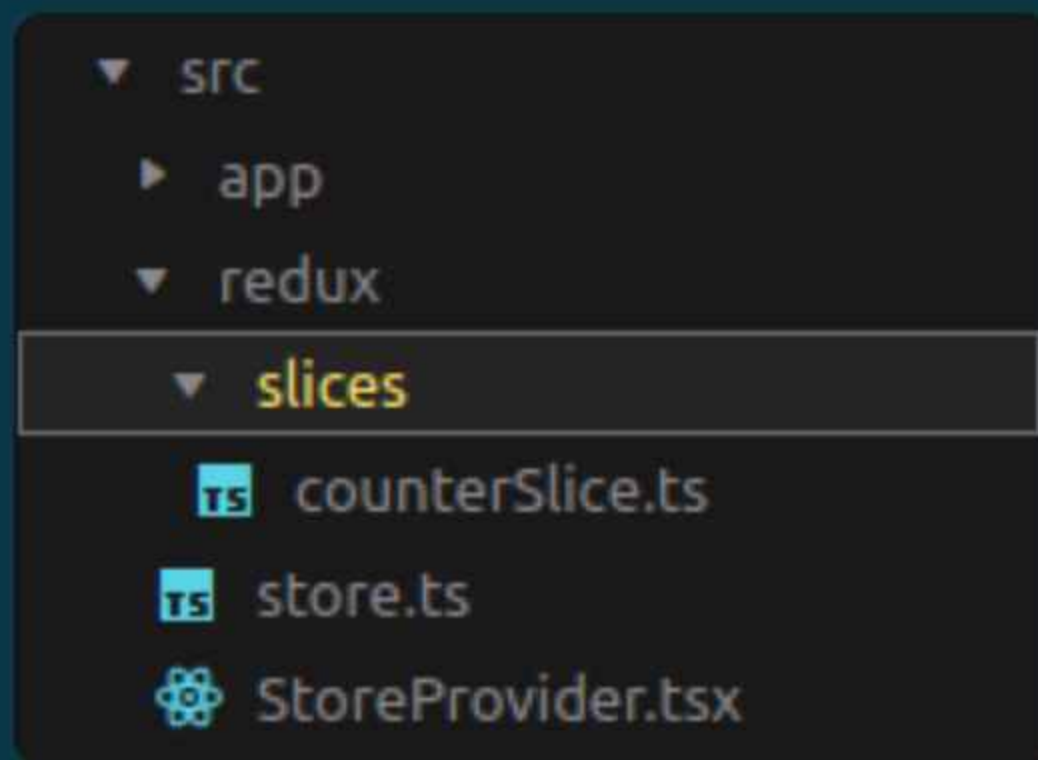 src
app
redux
slices
TS counterSlice.ts
TS store.ts
StoreProvider.tsx